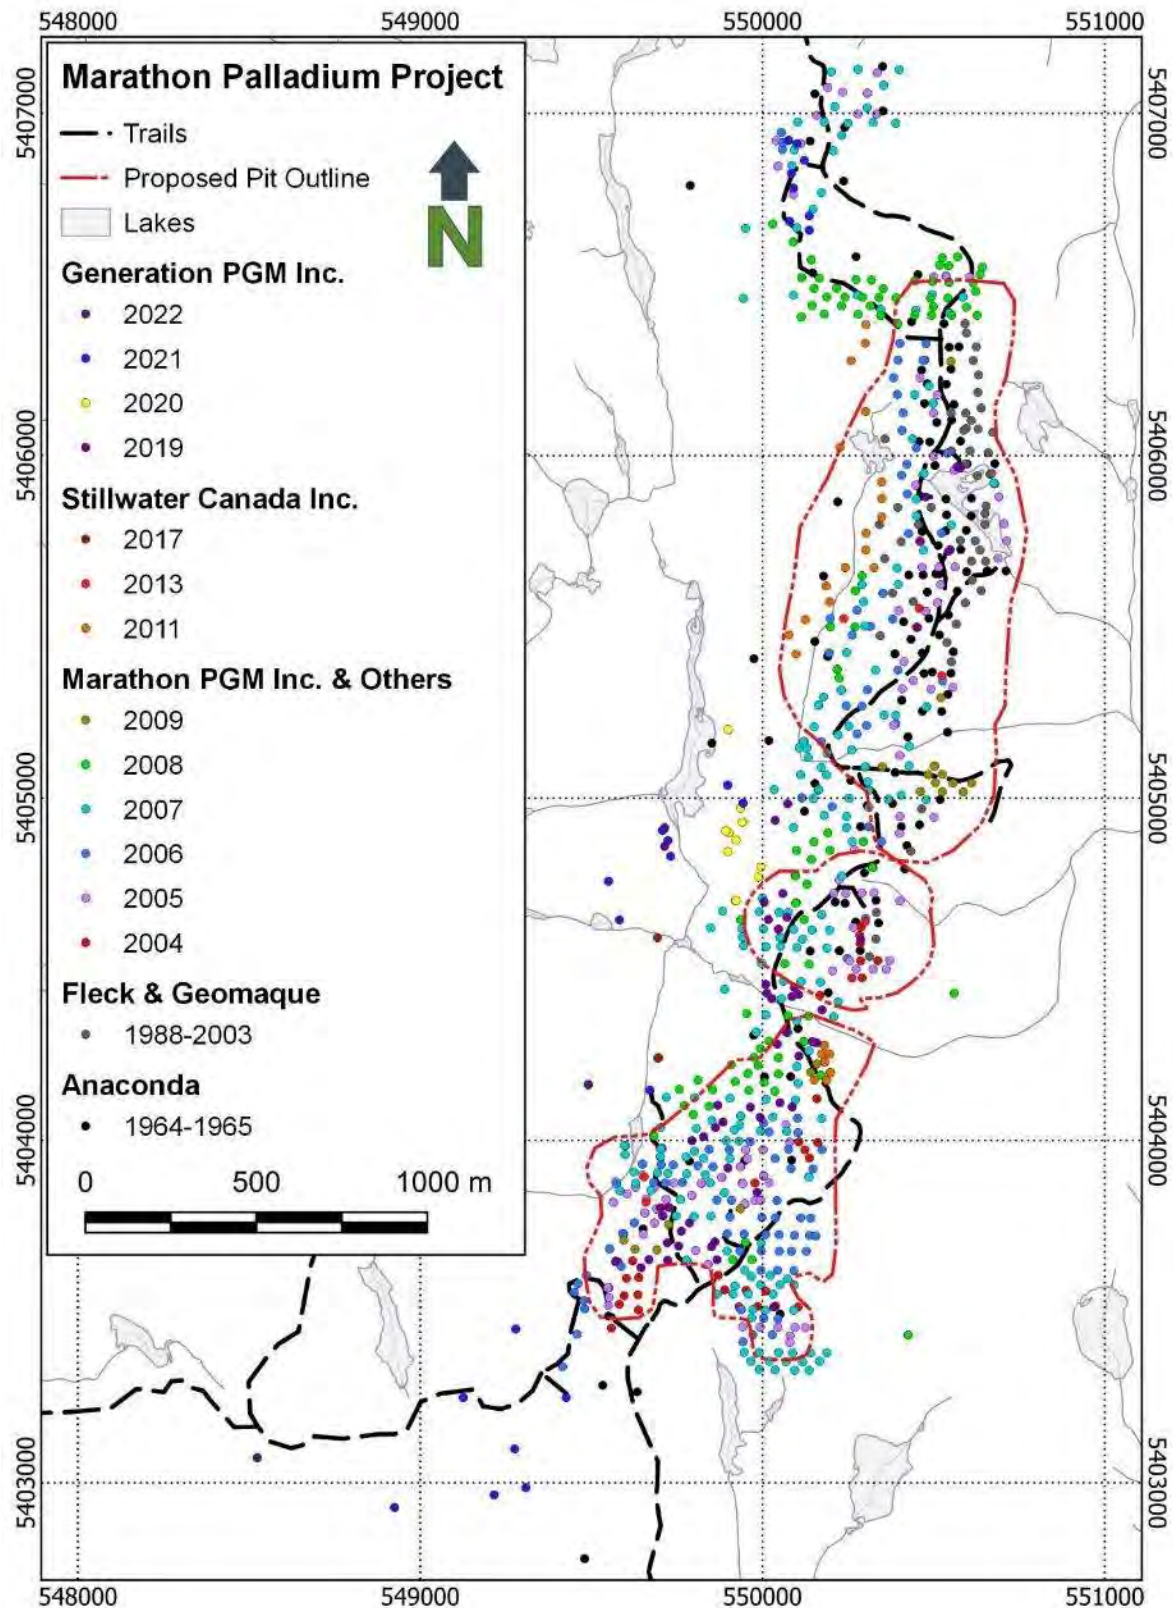 548000 549000 550000 551000
Marathon Palladium Project
Trails
Proposed Pit Outline
Lakes
N
Generation PGM Inc.
2022
2021
2020
2019
Stillwater Canada Inc.
2017
2013
2011
Marathon PGM Inc. & Others
2009
2008
2007
2006
2005
2004
Fleck & Geomaque
1988-2003
Anaconda
1964-1965
0 500 1000 m
5407000
5406000
5405000
5404000
5403000
5407000
5406000
5405000
5404000
5403000
548000 549000 550000 551000